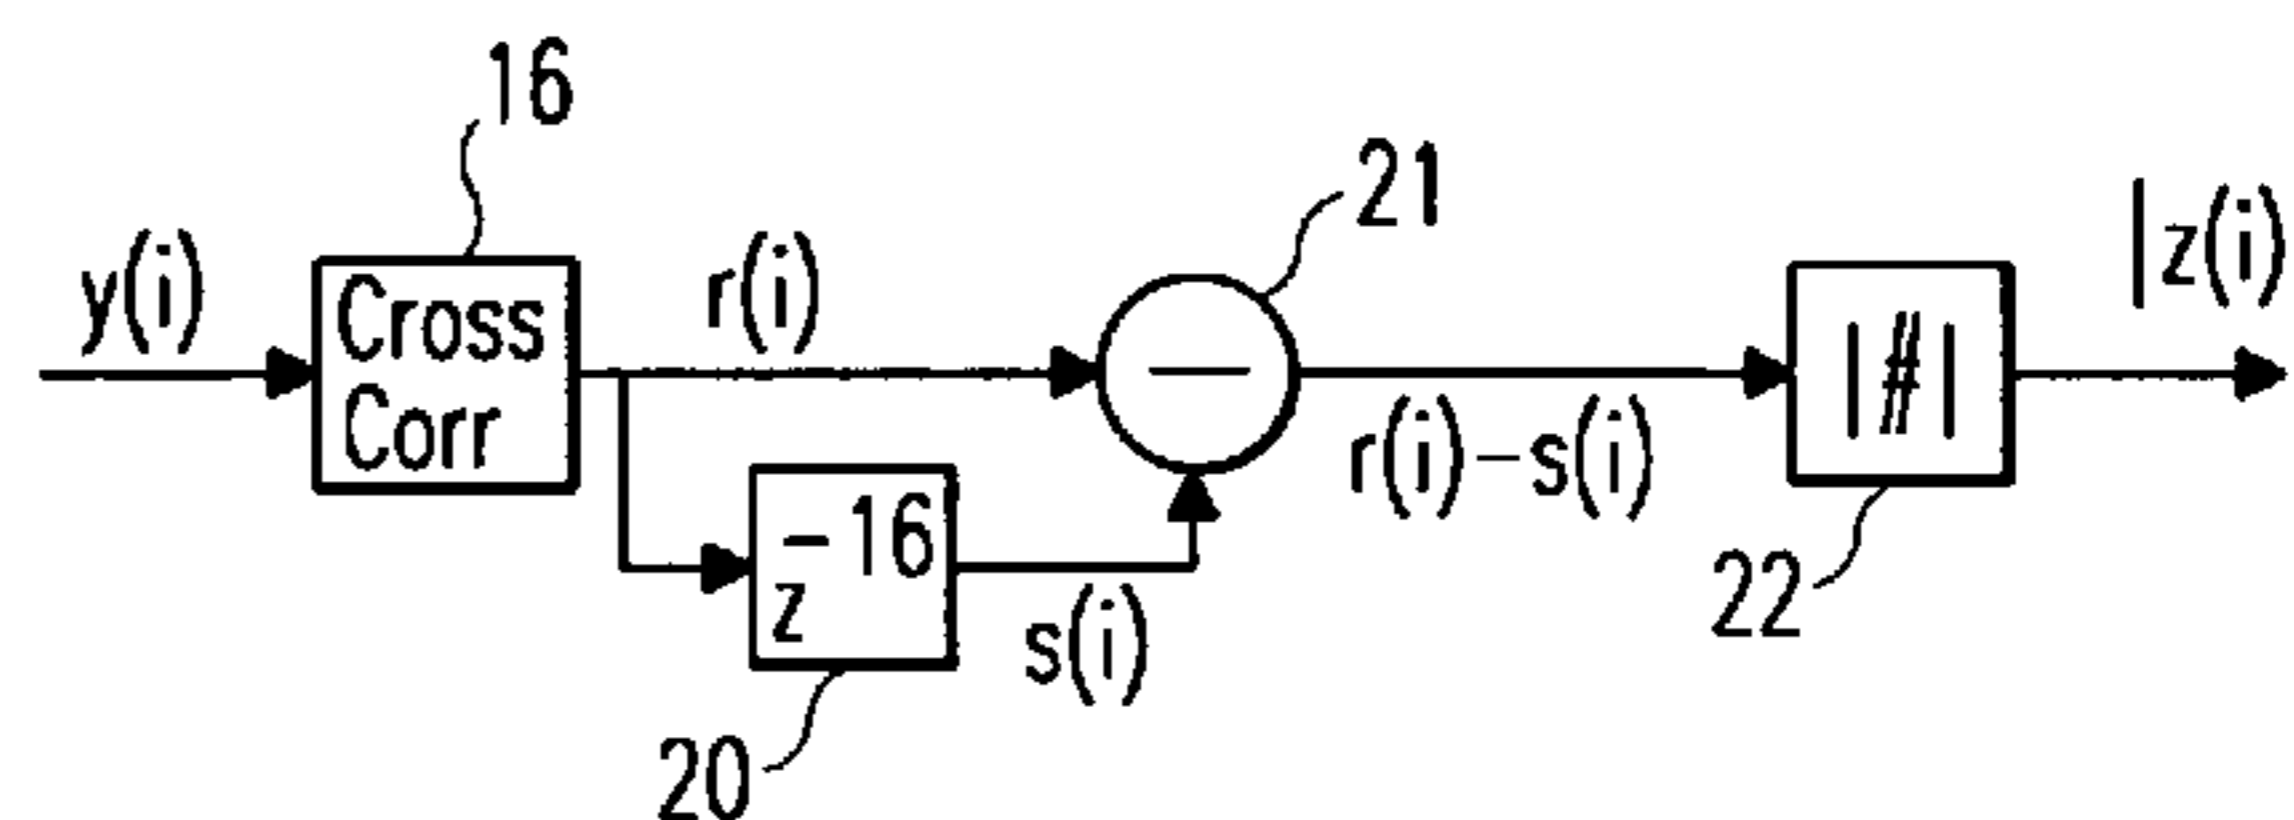 16
21
y(i)
Cross
Corr
r(i)
—
|#|
|z(i)
r(i)-s(i)
z^-16
s(i)
22
20